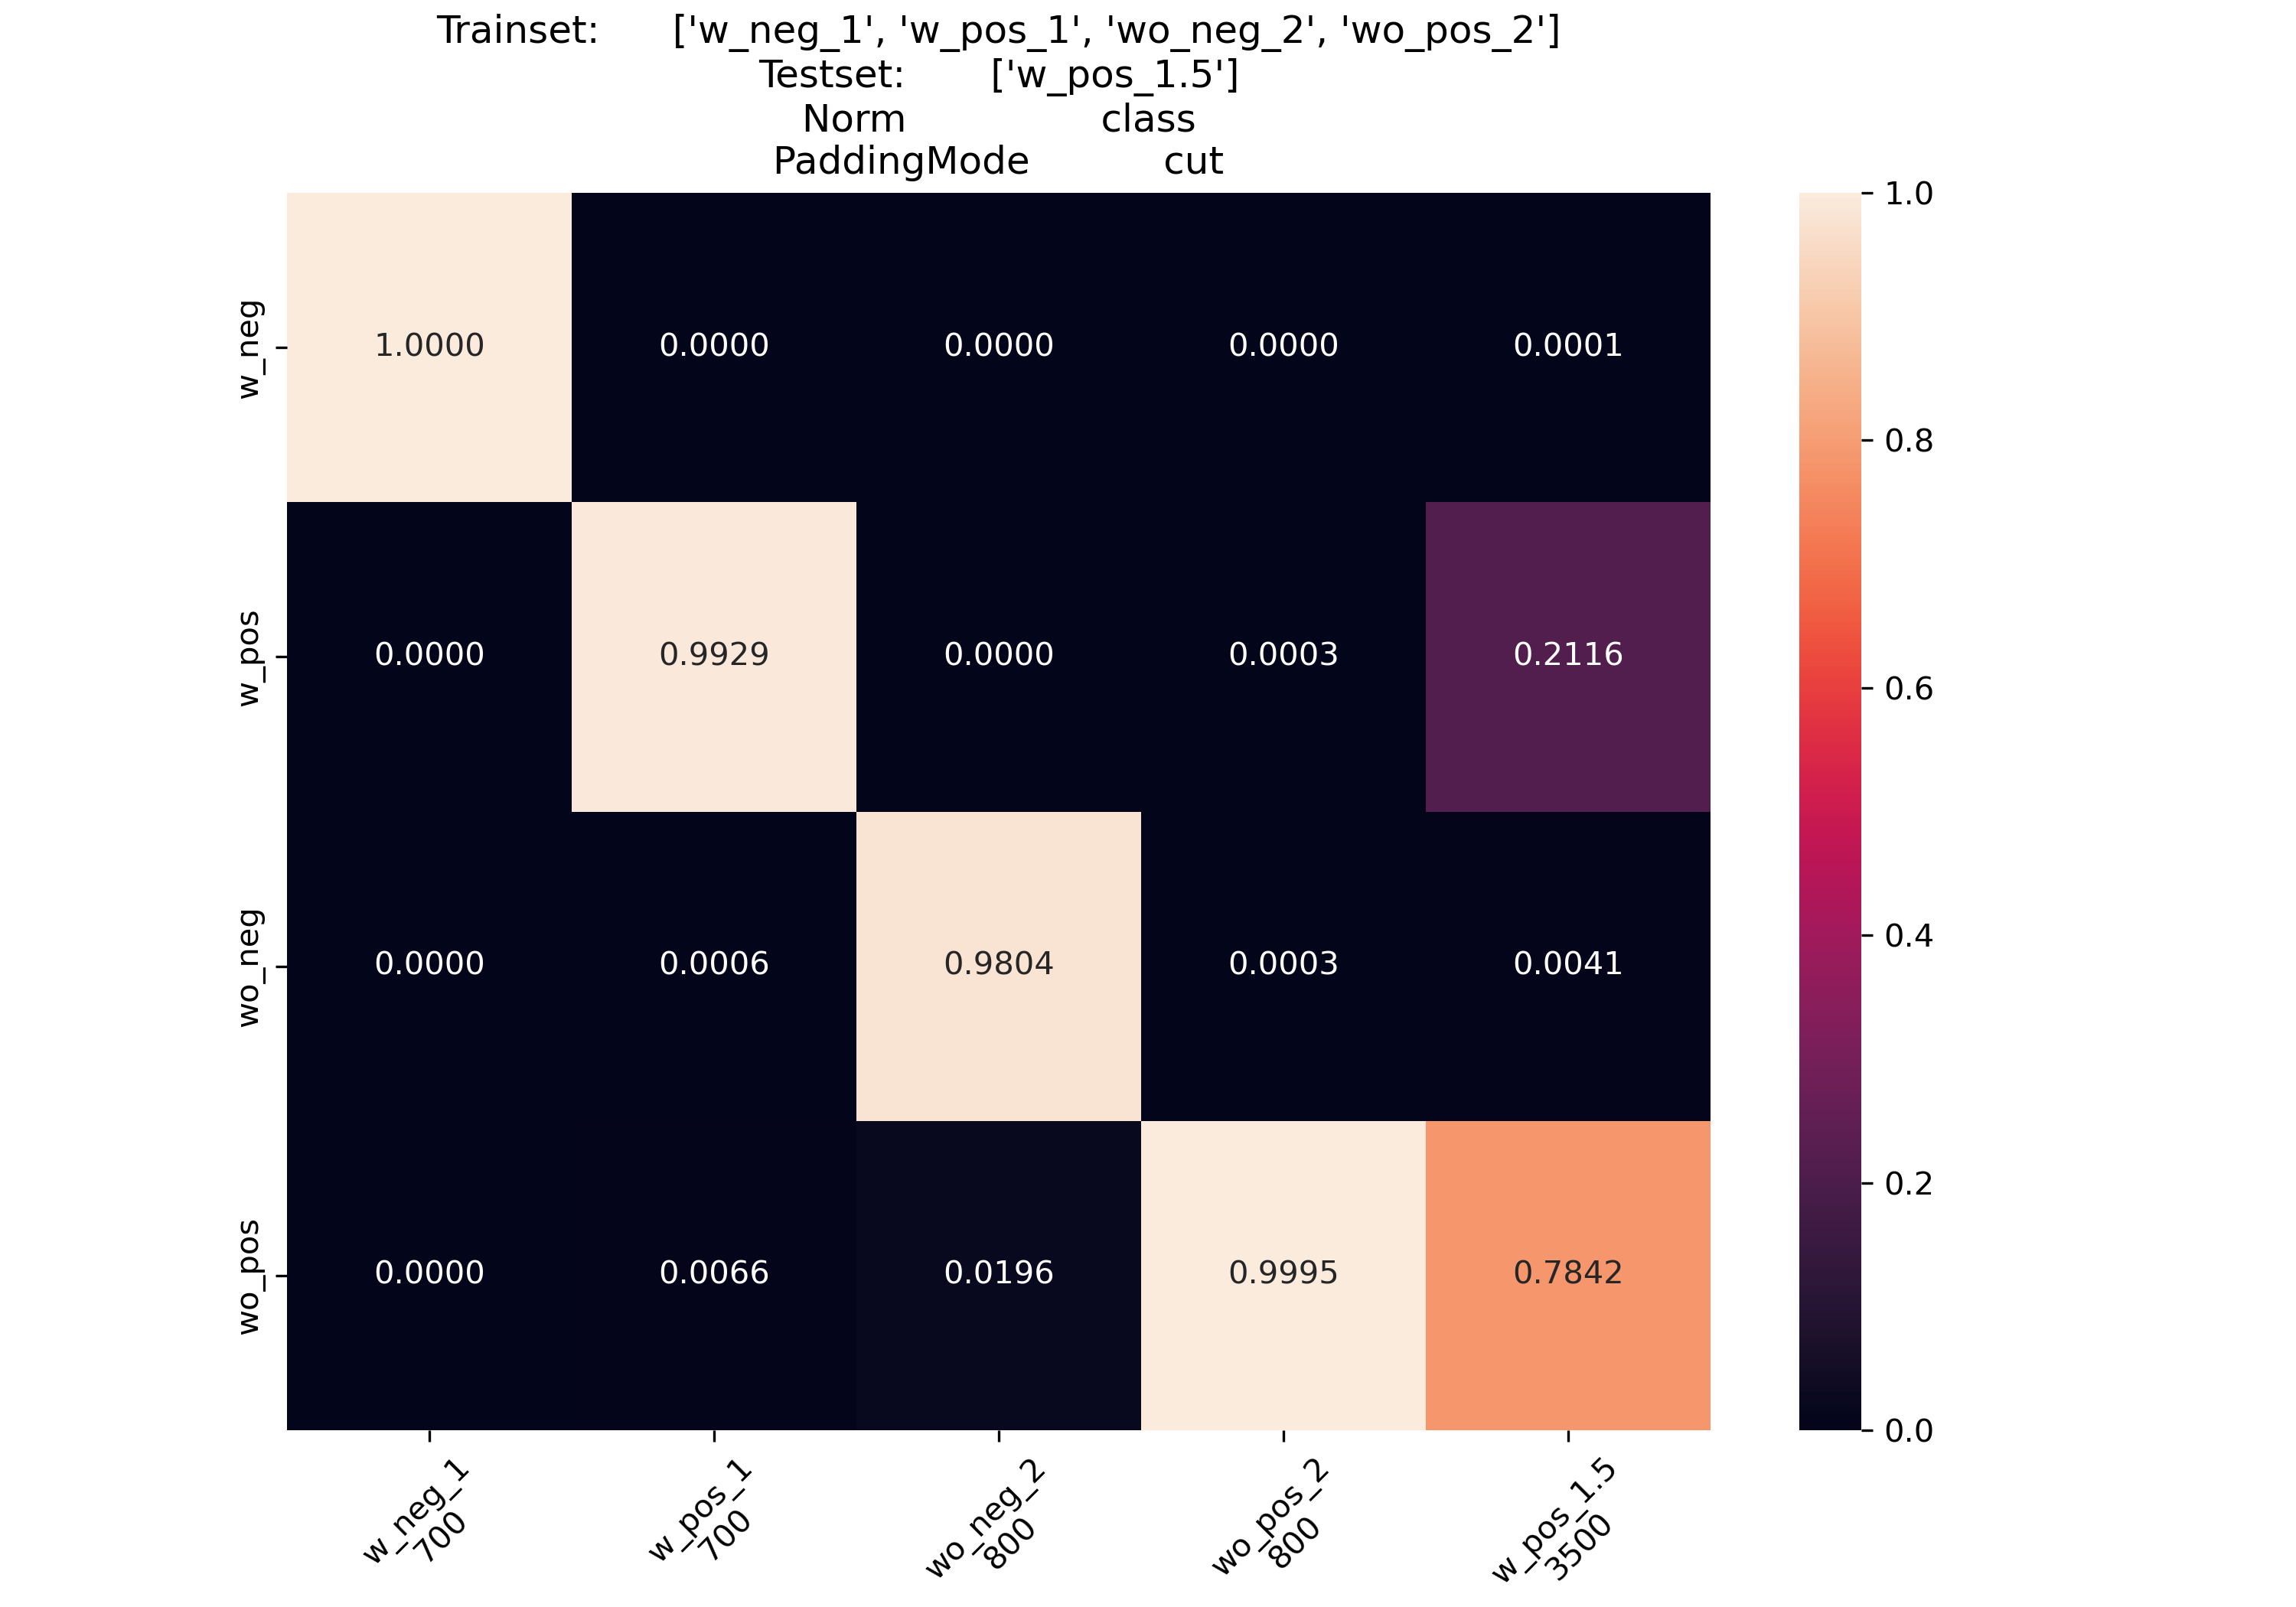 Trainset: ['w_neg_1', 'w_pos_1', 'wo_neg_2', 'wo_pos_2']
Testset: ['w_pos_1.5']
Norm class
PaddingMode cut
w_neg
1.0000 0.0000 0.0000 0.0000 0.0001
w_pos
0.0000 0.9929 0.0000 0.0003 0.2116
wo_neg
0.0000 0.0006 0.9804 0.0003 0.0041
wo_pos
0.0000 0.0066 0.0196 0.9995 0.7842
w_neg_1
700
w_pos_1
700
wo_neg_2
800
wo_pos_2
800
w_pos_1.5
3500
1.0
0.8
0.6
0.4
0.2
0.0